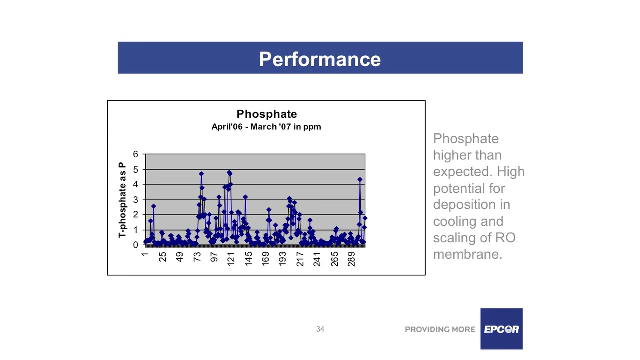 Performance
Phosphate
April'06 - March '07 in ppm
T-phosphate as P
6
5
4
3
2
1
0
1 25 49 73 97 121 145 169 193 217 241 265 289
Phosphate
higher than
expected. High
potential for
deposition in
cooling and
scaling of RO
membrane.
34
PROVIDING MORE
EPCOR